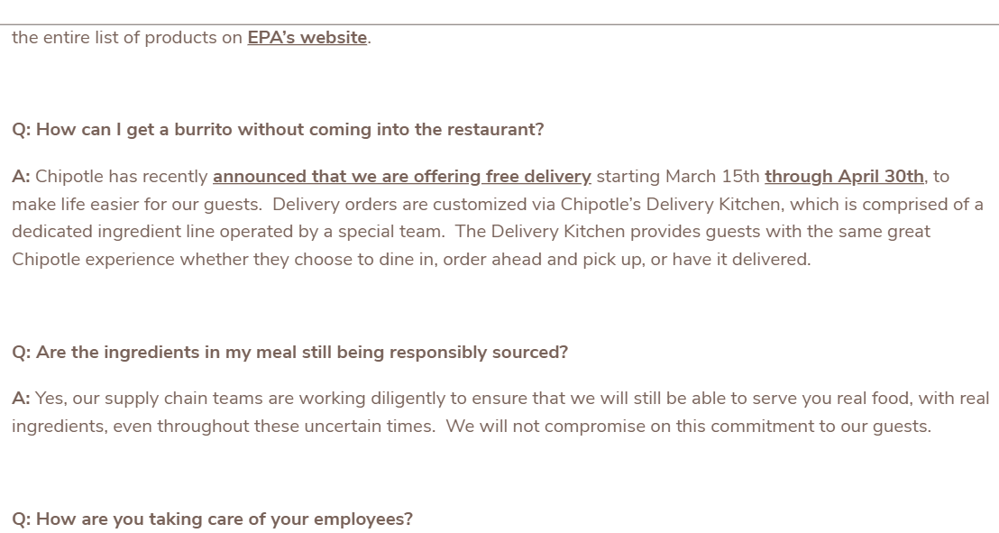 the entire list of products on EPA’s website.
Q: How can I get a burrito without coming into the restaurant?
A: Chipotle has recently announced that we are offering free delivery starting March 15th through April 30th, to
make life easier for our guests.  Delivery orders are customized via Chipotle’s Delivery Kitchen, which is comprised of a
dedicated ingredient line operated by a special team.  The Delivery Kitchen provides guests with the same great
Chipotle experience whether they choose to dine in, order ahead and pick up, or have it delivered.
Q: Are the ingredients in my meal still being responsibly sourced?
A: Yes, our supply chain teams are working diligently to ensure that we will still be able to serve you real food, with real
ingredients, even throughout these uncertain times.  We will not compromise on this commitment to our guests.
Q: How are you taking care of your employees?